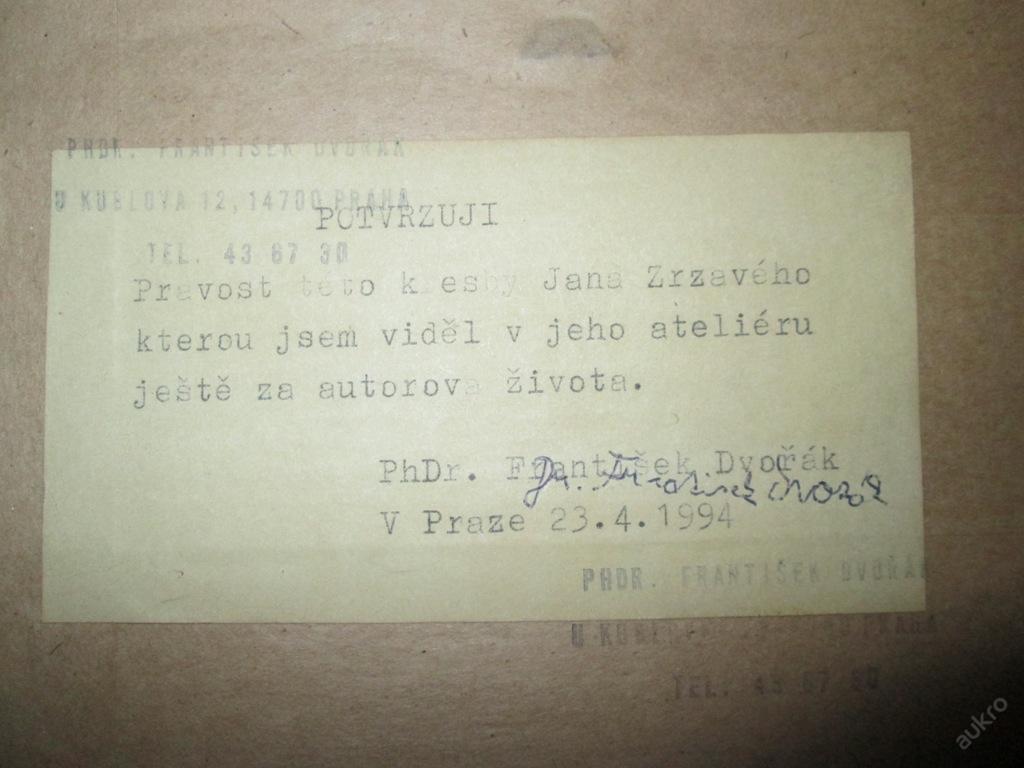 PHDR. FRANTIŠEK DVOŘÁK
U KUBLOVA 12, 14700 PRAHA
TEL. 43 67 30
POTVRZUJI
Pravost této kresby Jana Zrzavého
kterou jsem viděl v jeho ateliéru
ještě za autorova života.
PhDr. František Dvořák
V Praze 23.4.1994
PHDR. FRANTIŠEK DVOŘÁK
U PRAHA
TEL. 43 67 30
aukro